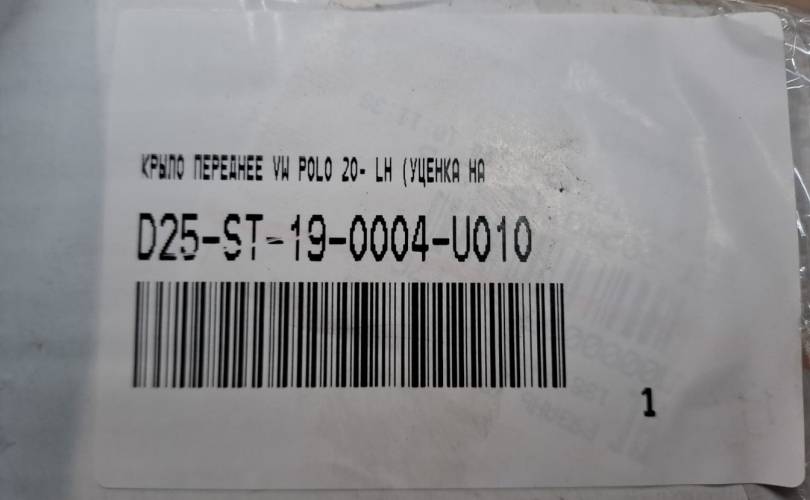 КРЫЛО ПЕРЕДНЕЕ VW POLO 20- LH (УЦЕНКА НА
D25-ST-19-0004-U010
1